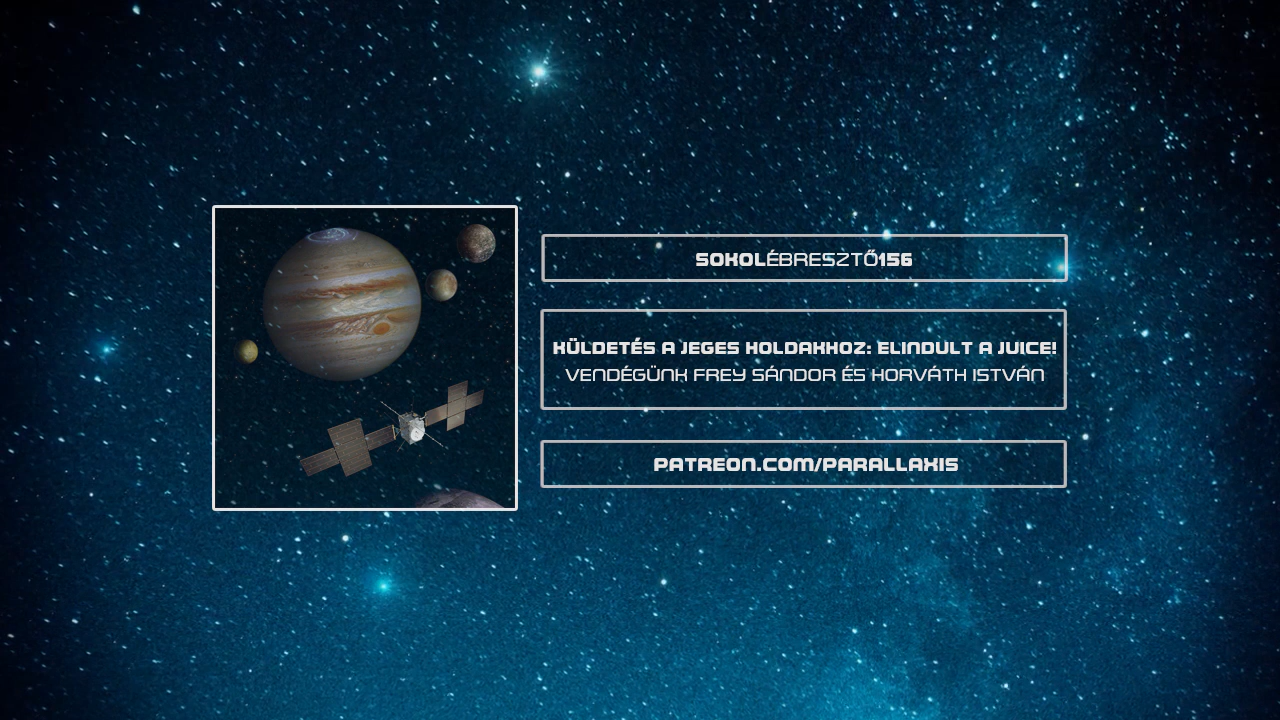 SOKOLÉBRESZTŐ156
KÜLDETÉS A JEGES HOLDAKHOZ: ELINDULT A JUICE!
VENDÉGÜNK FREY SÁNDOR ÉS HORVÁTH ISTVÁN
PATREON.COM/PARALLAXIS